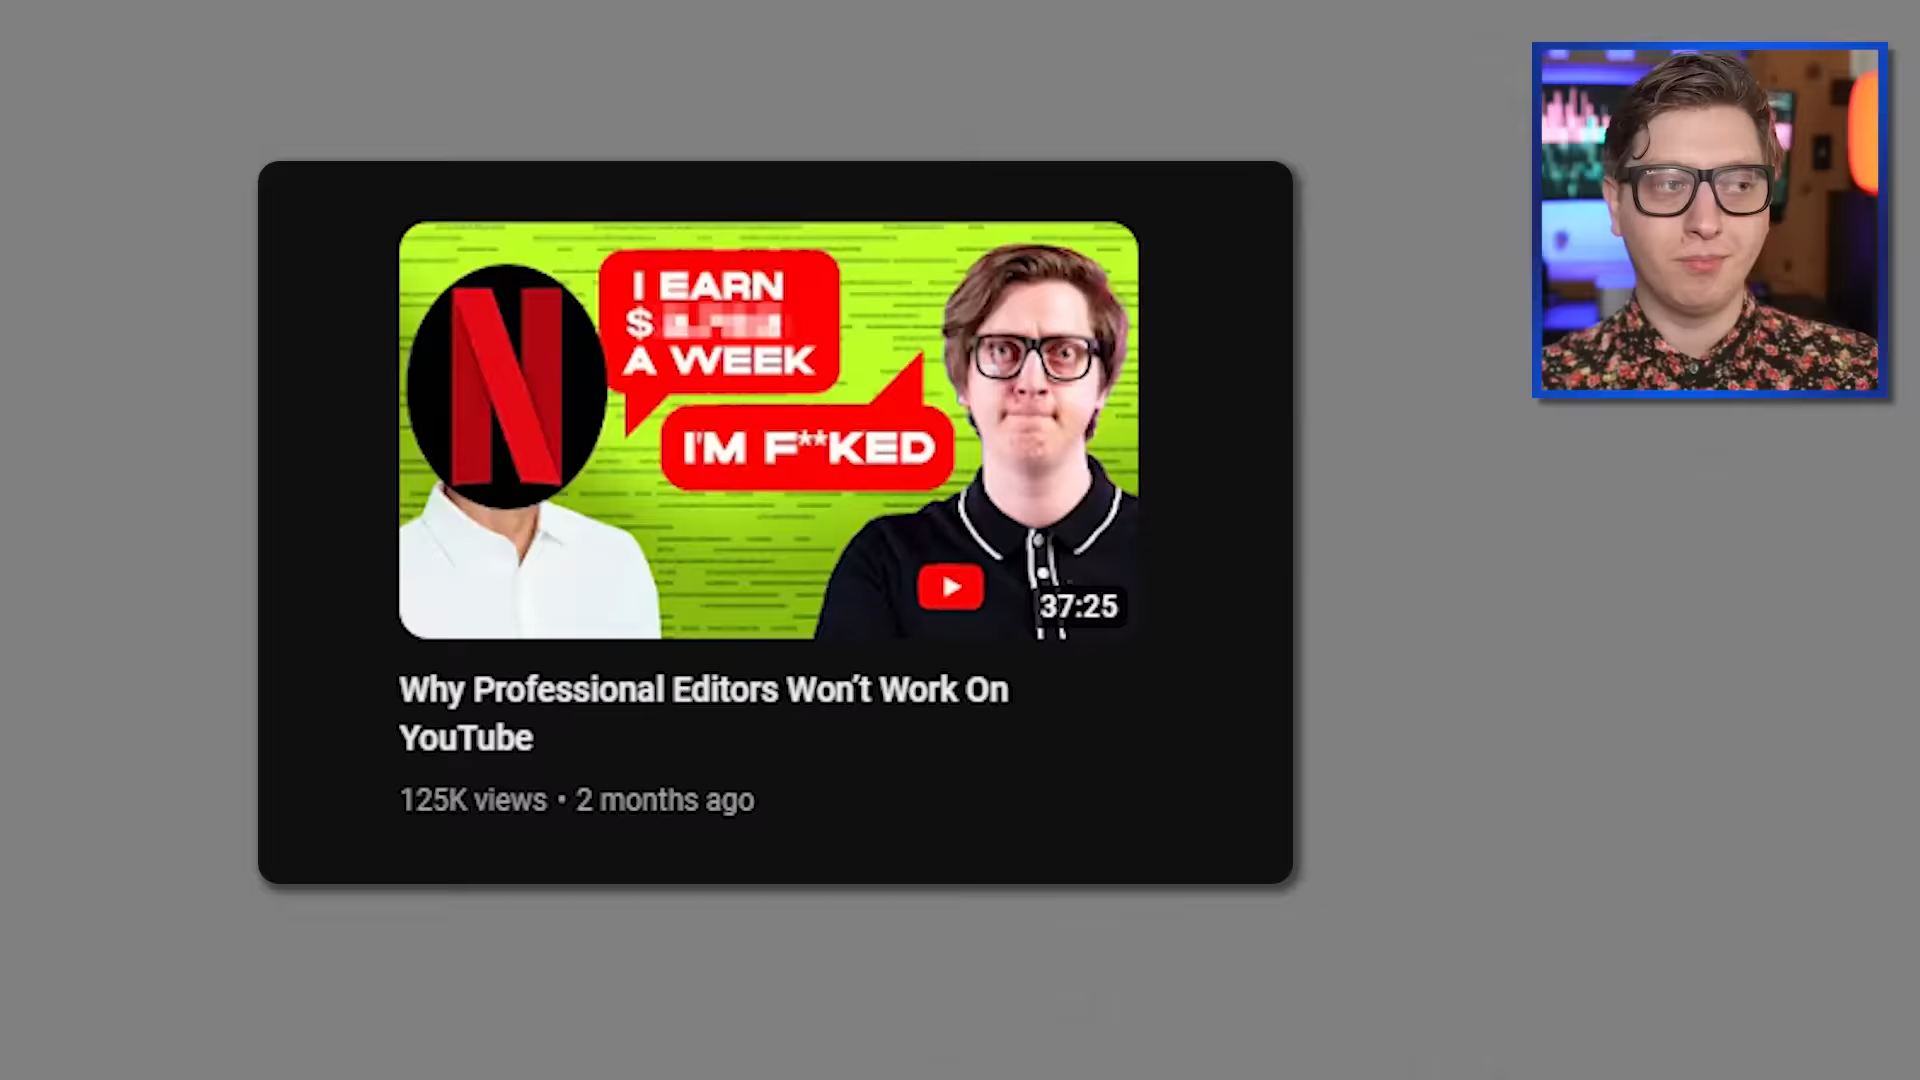 I EARN
$
A WEEK
I'M F**KED
37:25
Why Professional Editors Won't Work On
YouTube
125K views • 2 months ago